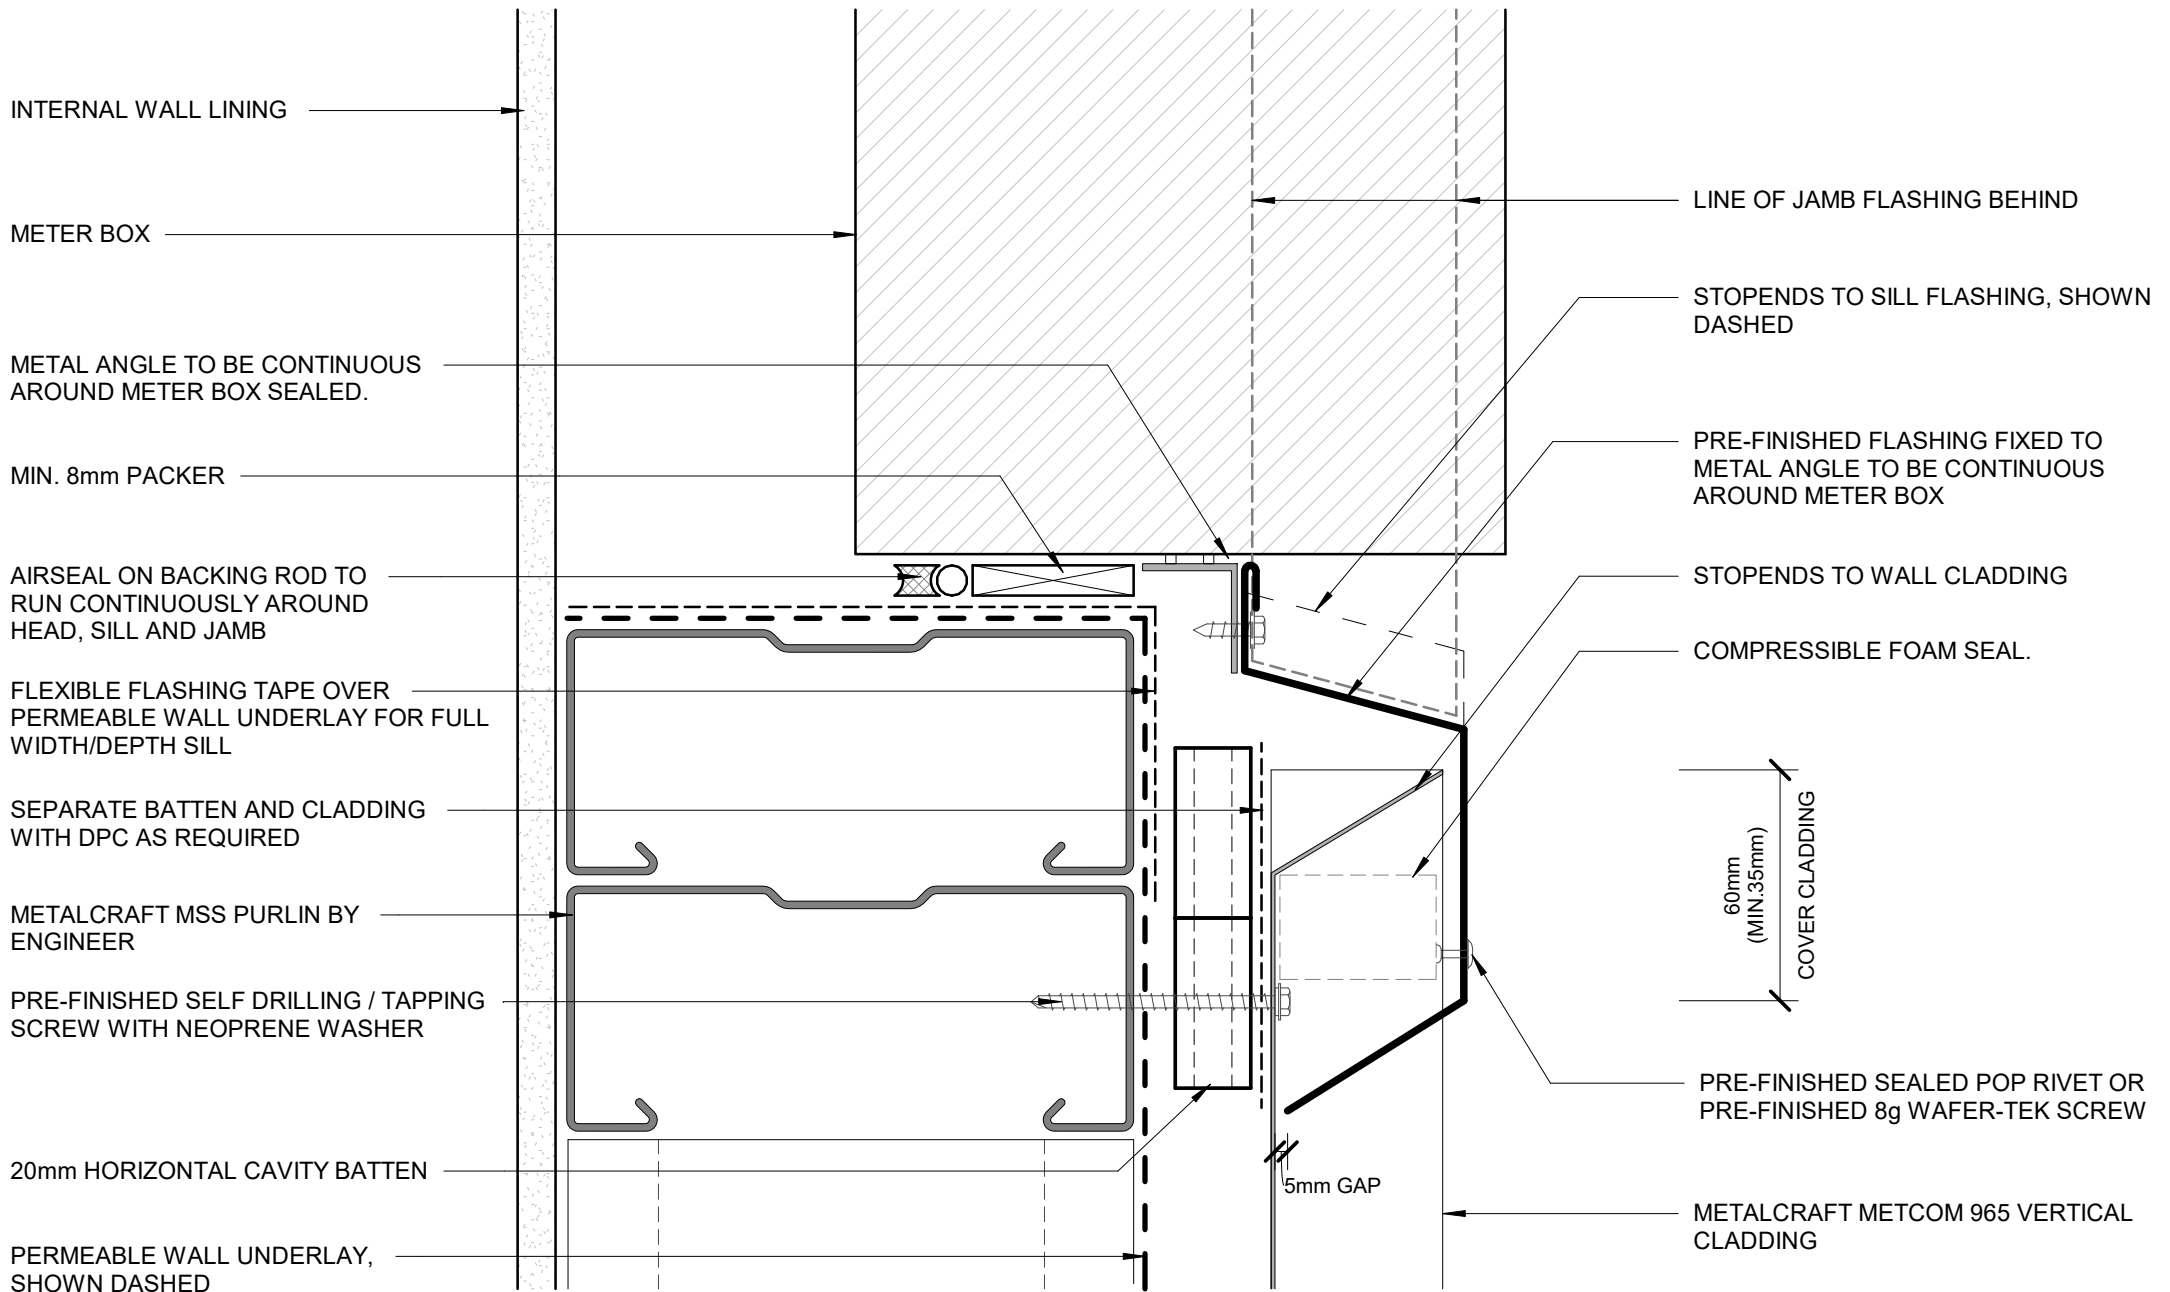 INTERNAL WALL LINING
METER BOX
METAL ANGLE TO BE CONTINUOUS
AROUND METER BOX SEALED.
MIN. 8mm PACKER
AIRSEAL ON BACKING ROD TO
RUN CONTINUOUSLY AROUND
HEAD, SILL AND JAMB
FLEXIBLE FLASHING TAPE OVER
PERMEABLE WALL UNDERLAY FOR FULL
WIDTH/DEPTH SILL
SEPARATE BATTEN AND CLADDING
WITH DPC AS REQUIRED
METALCRAFT MSS PURLIN BY
ENGINEER
PRE-FINISHED SELF DRILLING / TAPPING
SCREW WITH NEOPRENE WASHER
20mm HORIZONTAL CAVITY BATTEN
PERMEABLE WALL UNDERLAY,
SHOWN DASHED
LINE OF JAMB FLASHING BEHIND
STOPENDS TO SILL FLASHING, SHOWN
DASHED
PRE-FINISHED FLASHING FIXED TO
METAL ANGLE TO BE CONTINUOUS
AROUND METER BOX
STOPENDS TO WALL CLADDING
COMPRESSIBLE FOAM SEAL.
60mm
(MIN.35mm)
COVER CLADDING
PRE-FINISHED SEALED POP RIVET OR
PRE-FINISHED 8g WAFER-TEK SCREW
5mm GAP
METALCRAFT METCOM 965 VERTICAL
CLADDING